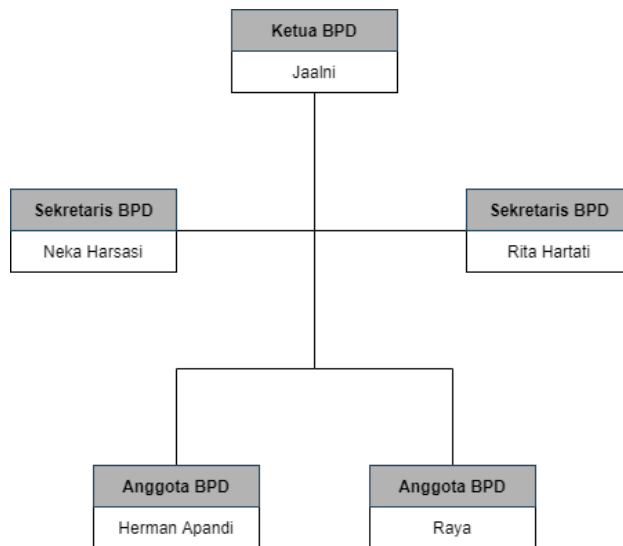 Ketua BPD
Jaalni
Sekretaris BPD
Neka Harsasi
Sekretaris BPD
Rita Hartati
Anggota BPD
Herman Apandi
Anggota BPD
Raya